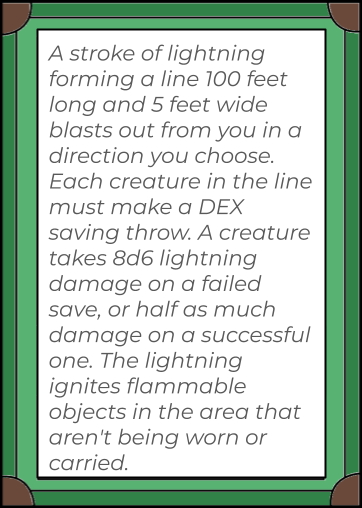 A stroke of lightning
forming a line 100 feet
long and 5 feet wide
blasts out from you in a
direction you choose.
Each creature in the line
must make a DEX
saving throw. A creature
takes 8d6 lightning
damage on a failed
save, or half as much
damage on a successful
one. The lightning
ignites flammable
objects in the area that
aren't being worn or
carried.